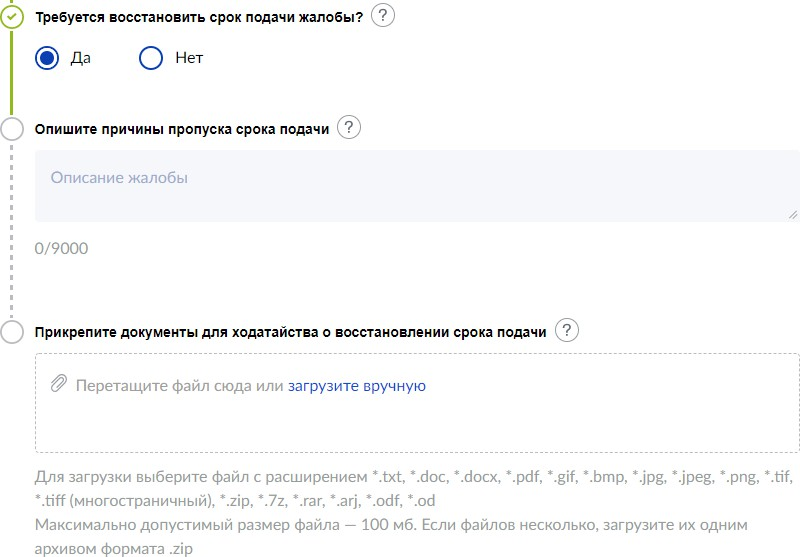 Требуется восстановить срок подачи жалобы? ?
Да Нет
Опишите причины пропуска срока подачи ?
Описание жалобы
0/9000
Прикрепите документы для ходатайства о восстановлении срока подачи ?
Перетащите файл сюда или загрузите вручную
Для загрузки выберите файл с расширением *.txt, *.doc, *.docx, *.pdf, *.gif, *.bmp, *.jpg, *.jpeg, *.png, *.tif,
*.tiff (многостраничный), *.zip, *.7z, *.rar, *.arj, *.odf, *.od
Максимально допустимый размер файла — 100 мб. Если файлов несколько, загрузите их одним
архивом формата .zip